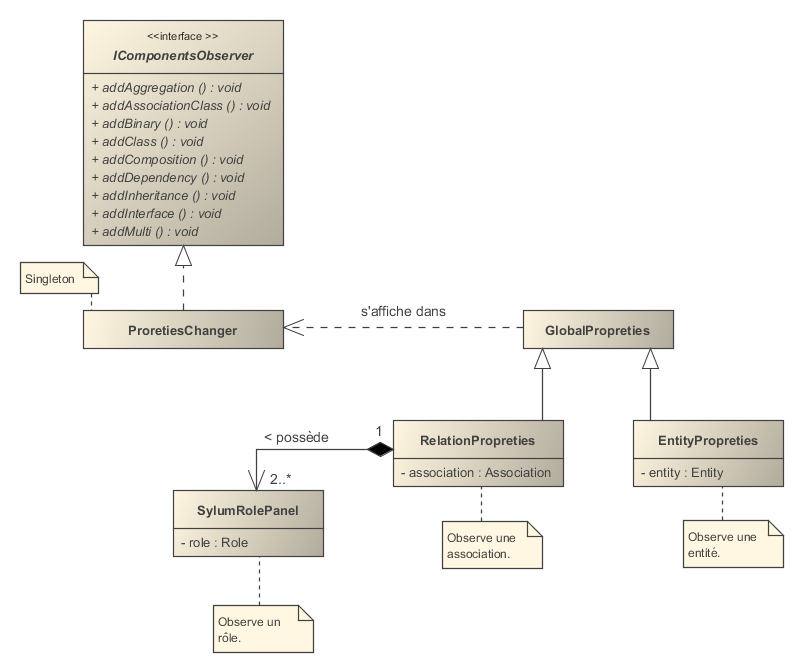 <<interface >>
IComponentsObserver
+ addAggregation () : void
+ addAssociationClass () : void
+ addBinary () : void
+ addClass () : void
+ addComposition () : void
+ addDependency () : void
+ addInheritance () : void
+ addInterface () : void
+ addMulti () : void
Singleton
ProretiesChanger
s'affiche dans
GlobalPropreties
< possède
1
2..*
RelationPropreties
- association : Association
EntityPropreties
- entity : Entity
SylumRolePanel
- role : Role
Observe une
association.
Observe une
entité.
Observe un
rôle.